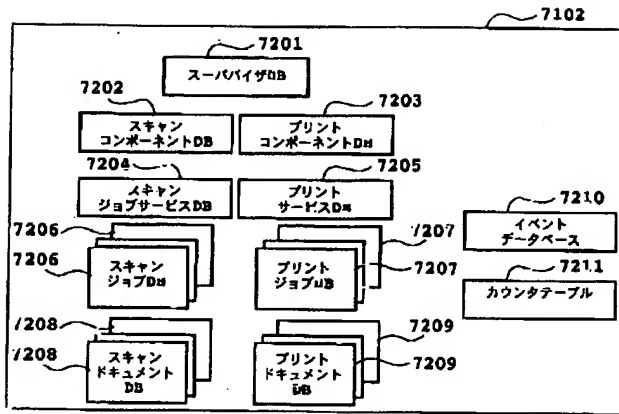 7102
7201
スーパバイザDB
7202
7203
スキャン
コンポーネントDB
プリント
コンポーネントDB
7204
7205
スキャン
ジョブサービスDB
プリント
サービスDB
7210
イベント
データベース
7206
7207
7206
スキャン
ジョブDB
プリント
ジョブDB
7207
7211
カウンタテーブル
7208
7209
7208
スキャン
ドキュメント
DB
プリント
ドキュメント
DB
7209